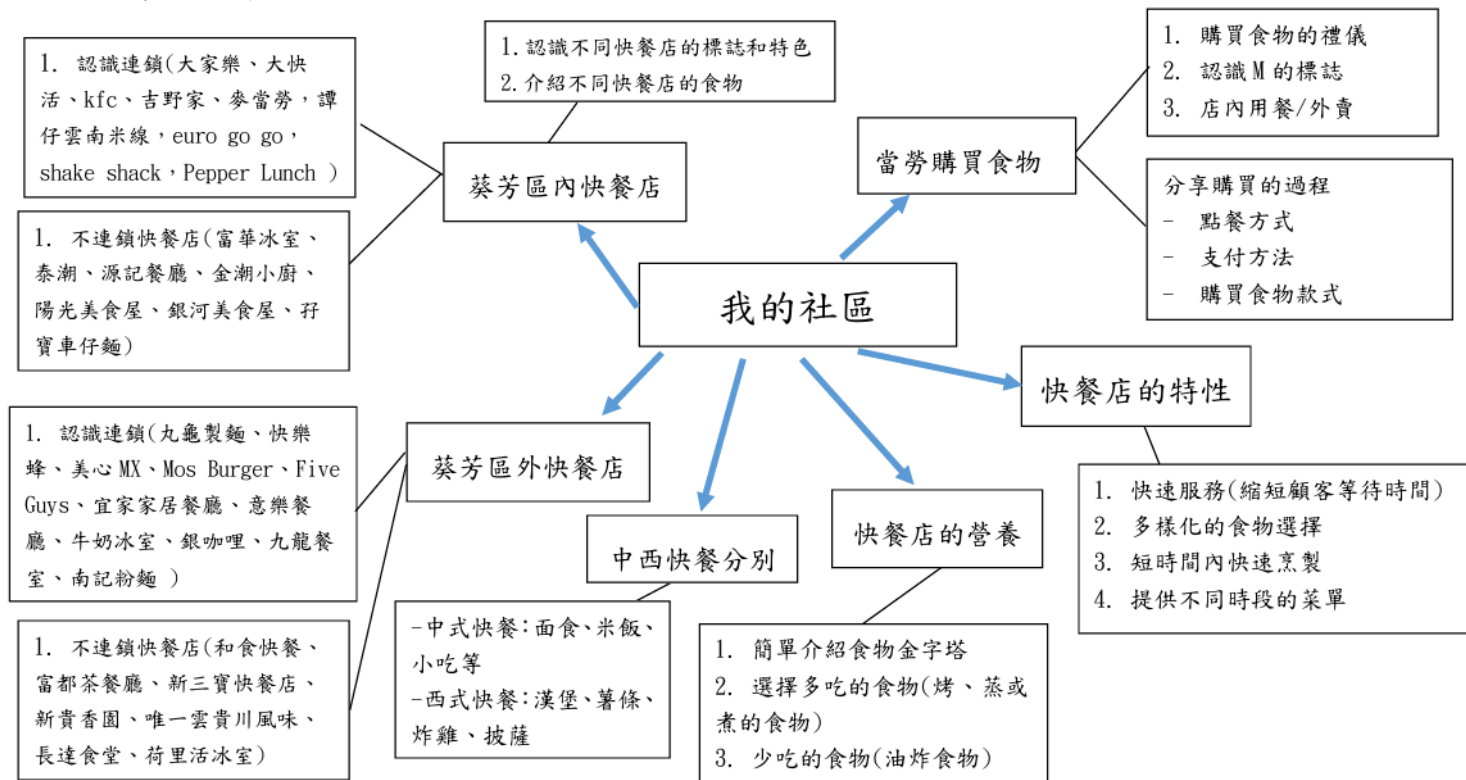 1. 認識連鎖(大家樂、大快
活、kfc、吉野家、麥當勞，譚
仔雲南米線，euro go go，
shake shack，Pepper Lunch )
1.認識不同快餐店的標誌和特色
2.介紹不同快餐店的食物
1. 購買食物的禮儀
2. 認識 M 的標誌
3. 店內用餐/外賣
葵芳區內快餐店
當勞購買食物
1. 不連鎖快餐店(富華冰室、
泰潮、源記餐廳、金潮小廚、
陽光美食屋、銀河美食屋、孖
寶車仔麵)
分享購買的過程
- 點餐方式
- 支付方法
- 購買食物款式
我的社區
快餐店的特性
1. 認識連鎖(丸龜製麵、快樂
蜂、美心 MX、Mos Burger、Five
Guys、宜家家居餐廳、意樂餐
廳、牛奶冰室、銀咖哩、九龍餐
室、南記粉麵 )
葵芳區外快餐店
中西快餐分別
快餐店的營養
1. 快速服務(縮短顧客等待時間)
2. 多樣化的食物選擇
3. 短時間內快速烹製
4. 提供不同時段的菜單
1. 不連鎖快餐店(和食快餐、
富都茶餐廳、新三寶快餐店、
新貴香園、唯一雲貴川風味、
長達食堂、荷里活冰室)
-中式快餐：面食、米飯、
小吃等
-西式快餐：漢堡、薯條、
炸雞、披薩
1. 簡單介紹食物金字塔
2. 選擇多吃的食物(烤、蒸或
煮的食物)
3. 少吃的食物(油炸食物)